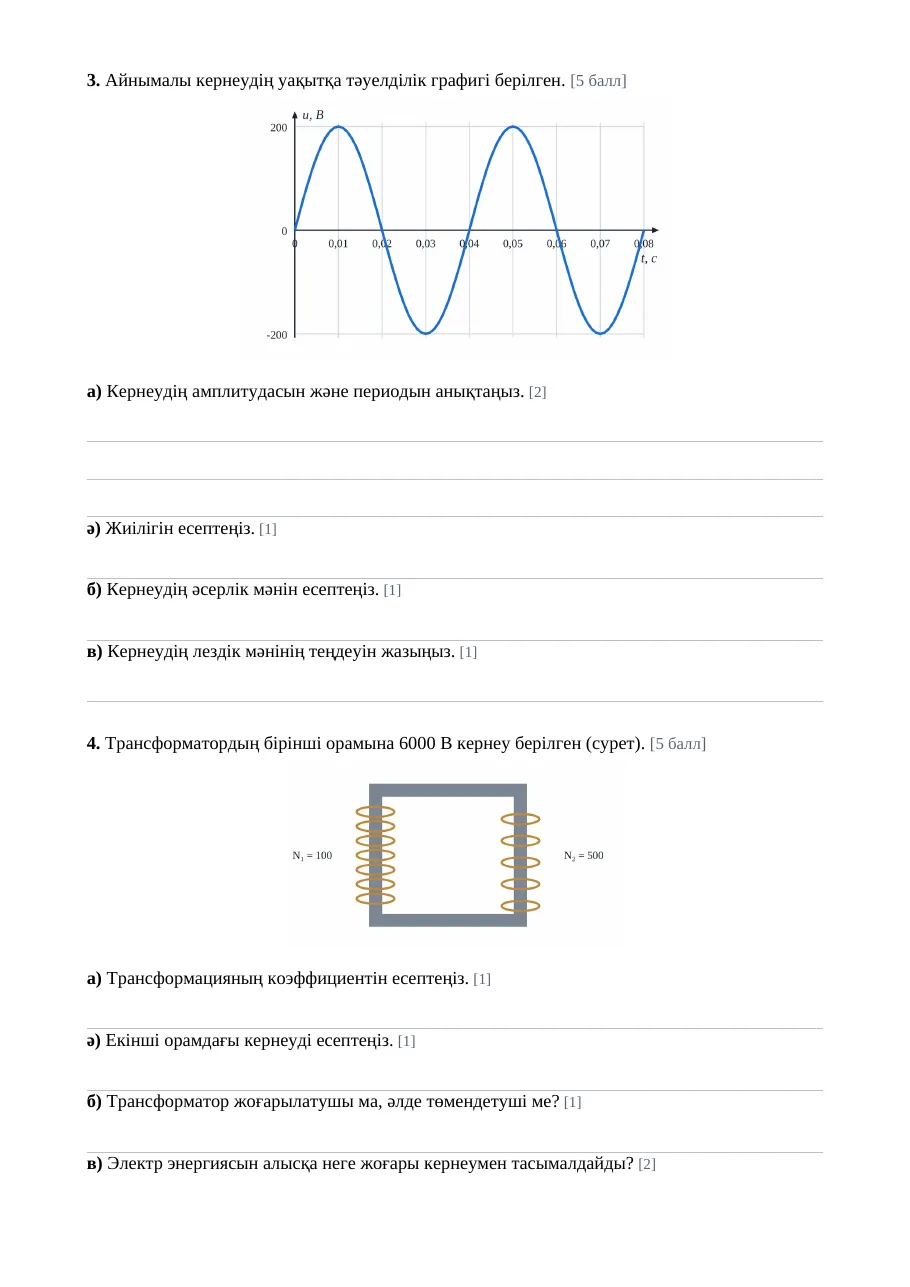 3. Айнымалы кернеудің уақытқа тәуелділік графигі берілген. [5 балл]
u, В
200
0
0 0,01 0,02 0,03 0,04 0,05 0,06 0,07 0,08
t, с
-200
а) Кернеудің амплитудасын және периодын анықтаңыз. [2]
ә) Жиілігін есептеңіз. [1]
б) Кернеудің әсерлік мәнін есептеңіз. [1]
в) Кернеудің лездік мәнінің теңдеуін жазыңыз. [1]
4. Трансформатордың бірінші орамына 6000 В кернеу берілген (сурет). [5 балл]
N₁ = 100 N₂ = 500
а) Трансформацияның коэффициентін есептеңіз. [1]
ә) Екінші орамдағы кернеуді есептеңіз. [1]
б) Трансформатор жоғарылатушы ма, әлде төмендетуші ме? [1]
в) Электр энергиясын алысқа неге жоғары кернеумен тасымалдайды? [2]